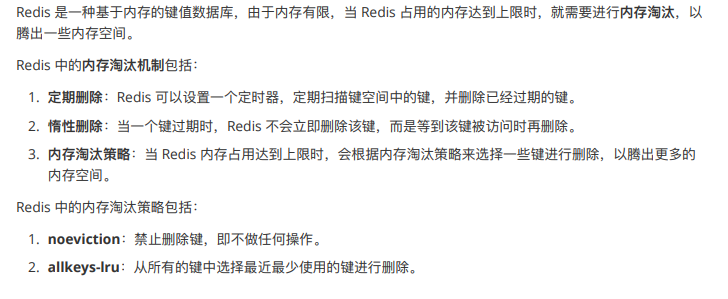 Redis 是一种基于内存的键值数据库，由于内存有限，当 Redis 占用的内存达到上限时，就需要进行内存淘汰，以
腾出一些内存空间。
Redis 中的内存淘汰机制包括：
1. 定期删除：Redis 可以设置一个定时器，定期扫描键空间中的键，并删除已经过期的键。
2. 惰性删除：当一个键过期时，Redis 不会立即删除该键，而是等到该键被访问时再删除。
3. 内存淘汰策略：当 Redis 内存占用达到上限时，会根据内存淘汰策略来选择一些键进行删除，以腾出更多的
内存空间。
Redis 中的内存淘汰策略包括：
1. noeviction：禁止删除键，即不做任何操作。
2. allkeys-lru：从所有的键中选择最近最少使用的键进行删除。